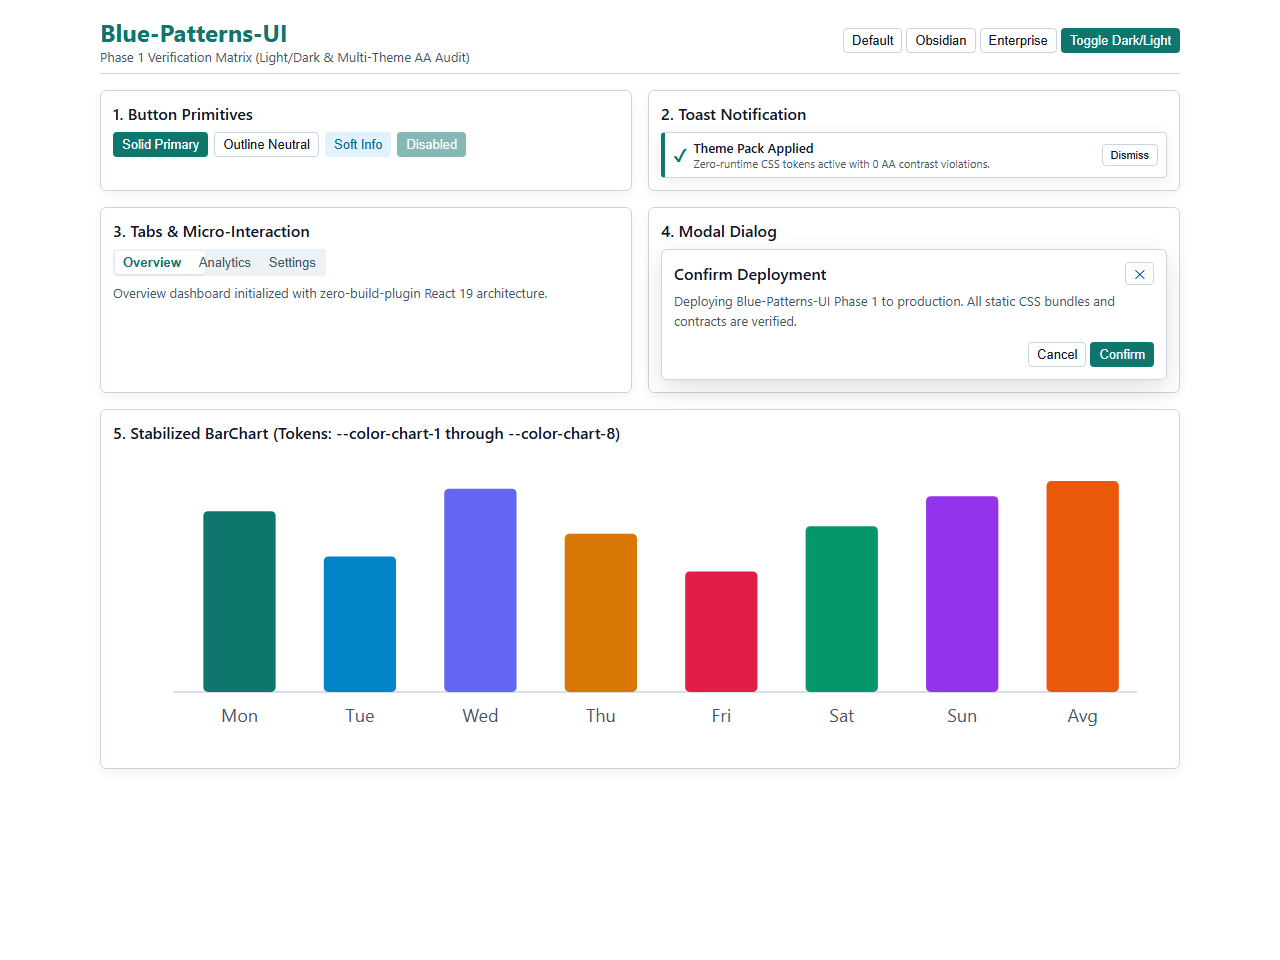 Blue-Patterns-UI
Phase 1 Verification Matrix (Light/Dark & Multi-Theme AA Audit)
Default
Obsidian
Enterprise
Toggle Dark/Light
1. Button Primitives
Solid Primary
Outline Neutral
Soft Info
Disabled
2. Toast Notification
Theme Pack Applied
Zero-runtime CSS tokens active with 0 AA contrast violations.
Dismiss
3. Tabs & Micro-Interaction
Overview
Analytics
Settings
Overview dashboard initialized with zero-build-plugin React 19 architecture.
4. Modal Dialog
Confirm Deployment
Deploying Blue-Patterns-UI Phase 1 to production. All static CSS bundles and
contracts are verified.
Cancel
Confirm
5. Stabilized BarChart (Tokens: --color-chart-1 through --color-chart-8)
Mon
Tue
Wed
Thu
Fri
Sat
Sun
Avg